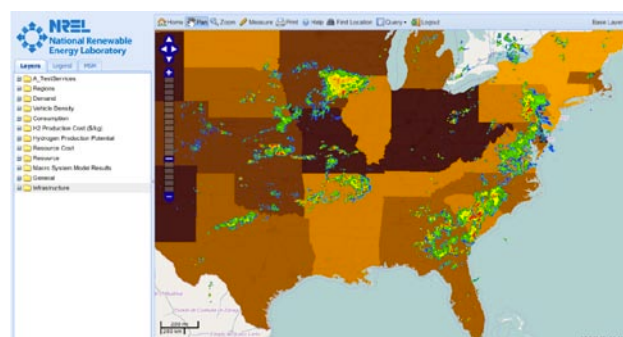 NREL
National Renewable
Energy Laboratory
Home Pan Zoom Measure Print Help Find Location Query Logout
Base Layer
Layers Legend MSM
A_TestServices
Regions
Demand
Vehicle Density
Consumption
H2 Production Cost ($/kg)
Hydrogen Production Potential
Resource Cost
Resource
Macro System Model Results
General
Infrastructure